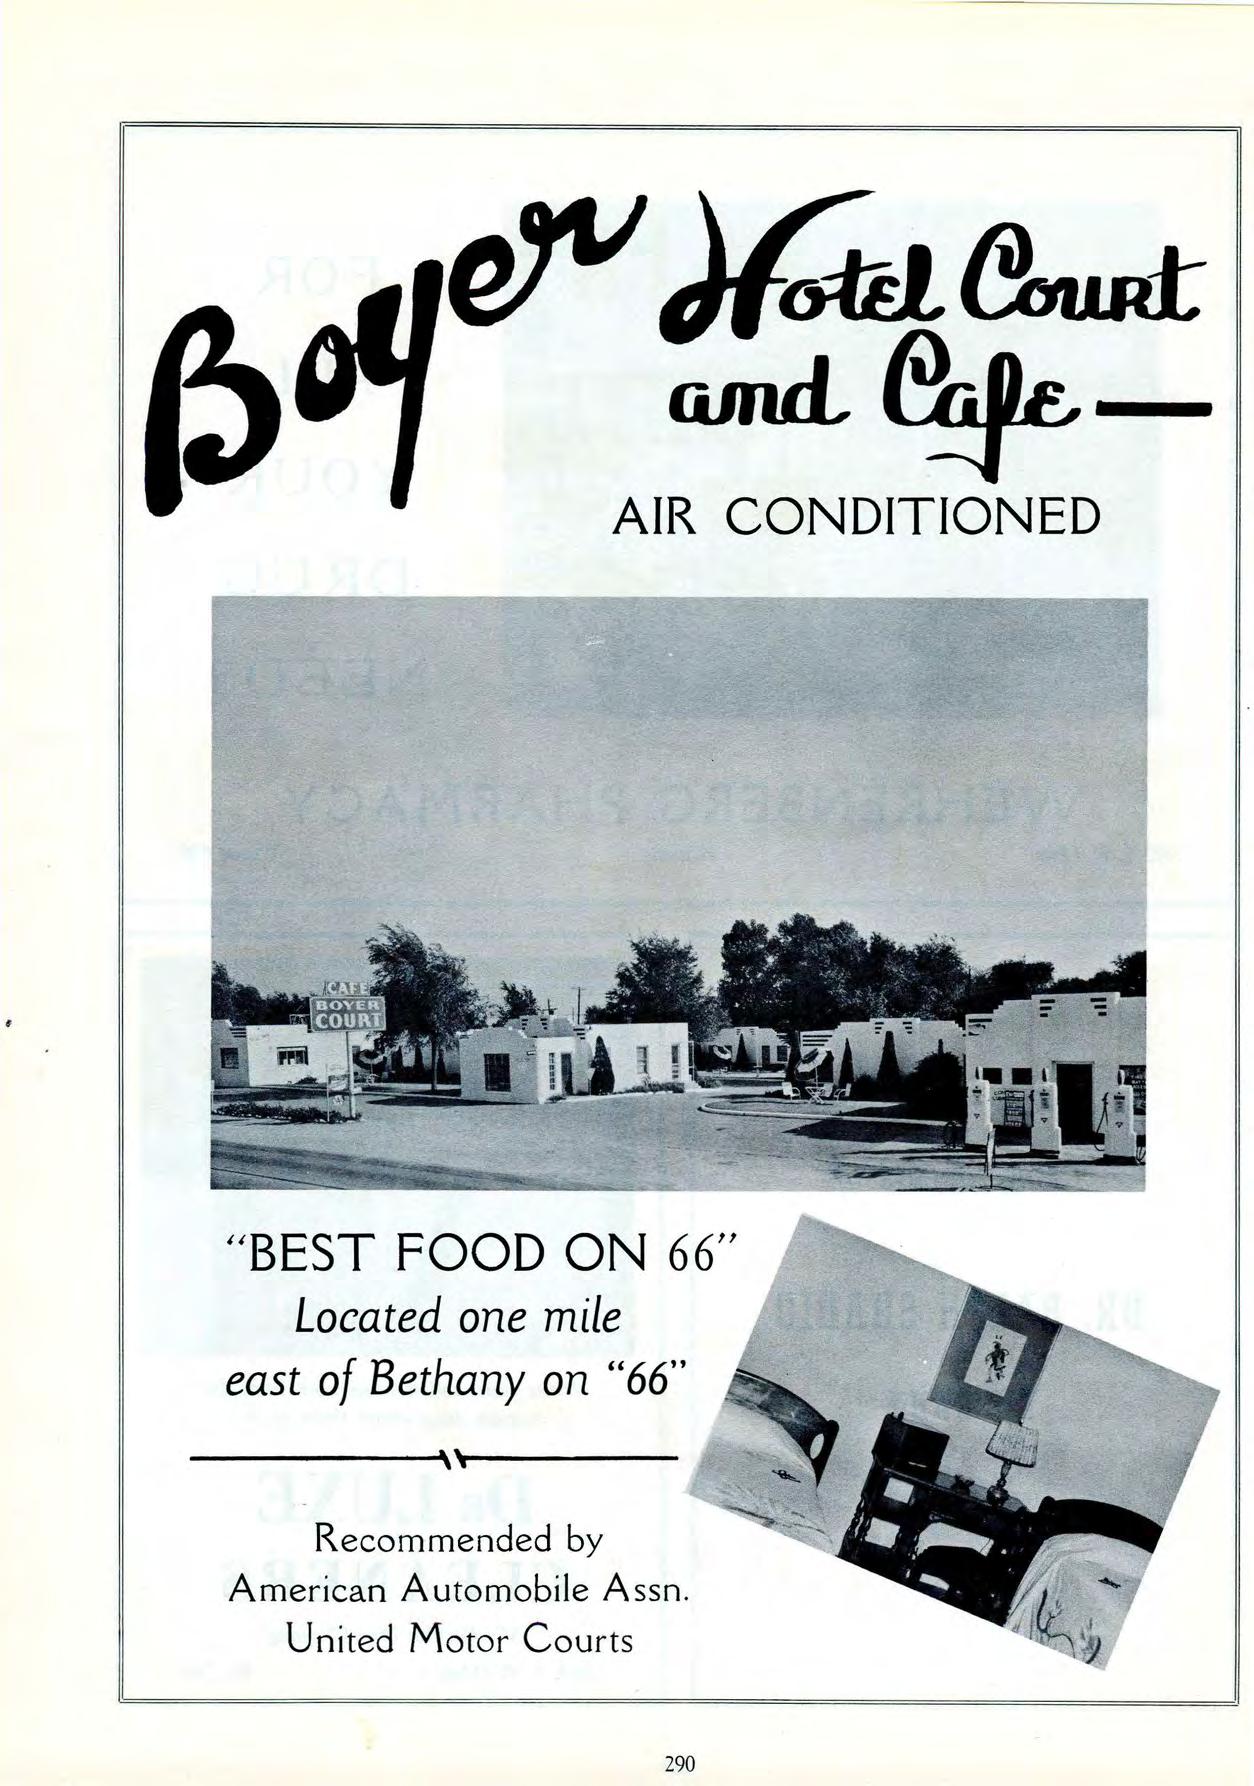 Boyer Hotel Court
and Cafe—
AIR CONDITIONED
CAFE
BOYER
COURT
"BEST FOOD ON 66"
Located one mile
east of Bethany on "66"
Recommended by
American Automobile Assn.
United Motor Courts
290